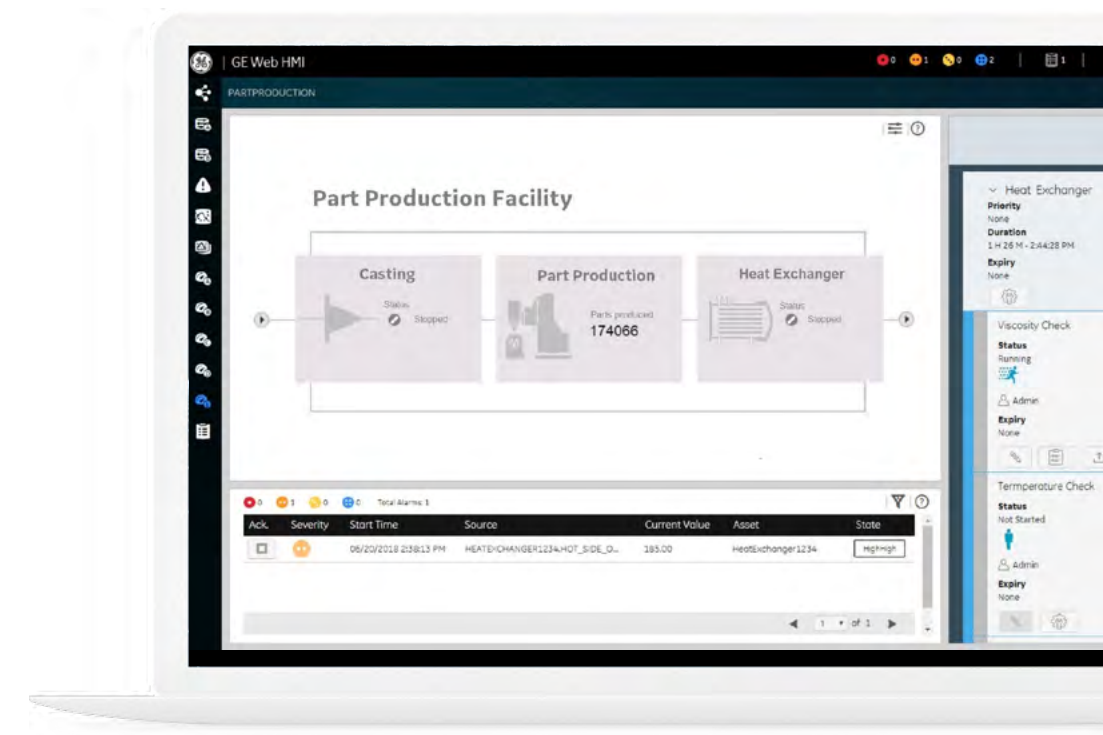 GE Web HMI
0 1 0 2 1
PARTPRODUCTION
Part Production Facility
Casting
Status
Stopped
Part Production
Parts produced
174066
Heat Exchanger
Status
Stopped
0 1 0 0 Total Alarms: 1
Ack. Severity Start Time Source Current Value Asset State
06/20/2018 2:38:13 PM HEATEXCHANGER1234.HOT_SIDE_O... 185.00 HeatExchanger1234 HighHigh
1 of 1
Heat Exchanger
Priority
None
Duration
1 H 26 M - 2:44:28 PM
Expiry
None
Viscosity Check
Status
Running
Admin
Expiry
None
Termperature Check
Status
Not Started
Admin
Expiry
None